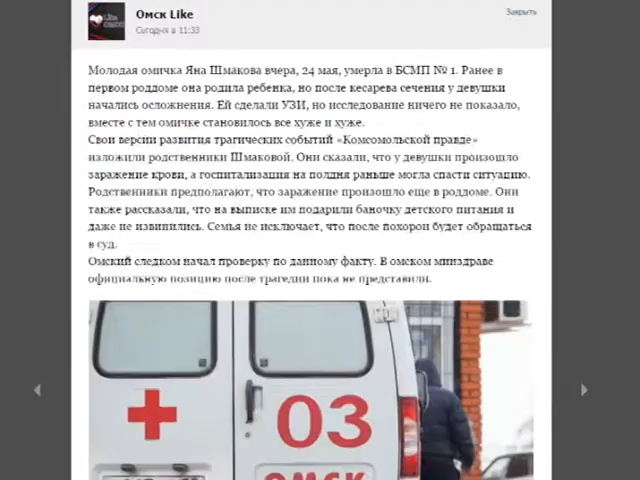 Омск Like
Закрыть
Сегодня в 11:33
Молодая омичка Яна Шмакова вчера, 24 мая, умерла в БСМП № 1. Ранее в
первом роддоме она родила ребенка, но после кесарева сечения у девушки
начались осложнения. Ей сделали УЗИ, но исследование ничего не показало,
вместе с тем омичке становилось все хуже и хуже.
Свои версии развития трагических событий «Комсомольской правде»
изложили родственники Шмаковой. Они сказали, что у девушки произошло
заражение крови, а госпитализация на полдня раньше могла спасти ситуацию.
Родственники предполагают, что заражение произошло еще в роддоме. Они
также рассказали, что на выписке им подарили баночку детского питания и
даже не извинились. Семья не исключает, что после похорон будет обращаться
в суд.
Омский следком начал проверку по данному факту. В омском минздраве
официальную позицию после трагедии пока не представили.
03
ОМСК